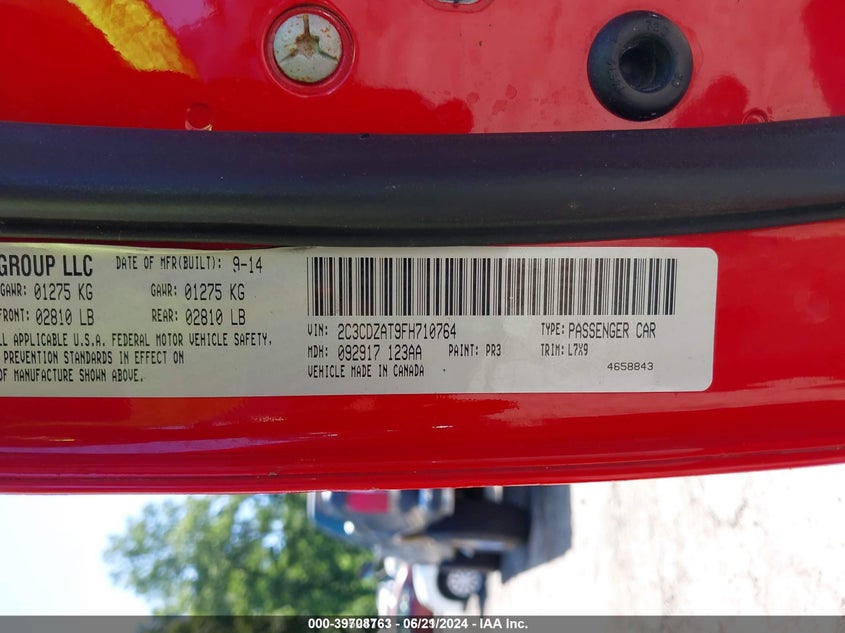 GROUP LLC DATE OF MFR(BUILT): 9-14
GAWR: 01275 KG GAWR: 01275 KG
FRONT: 02810 LB REAR: 02810 LB
ALL APPLICABLE U.S.A. FEDERAL MOTOR VEHICLE SAFETY,
PREVENTION STANDARDS IN EFFECT ON
OF MANUFACTURE SHOWN ABOVE.
VIN: 2C3CDZAT9FH710764 TYPE: PASSENGER CAR
MDH: 092917 123AA PAINT: PR3 TRIM: L7X9
VEHICLE MADE IN CANADA 4658843
000-39708763 - 06/21/2024 - IAA Inc.